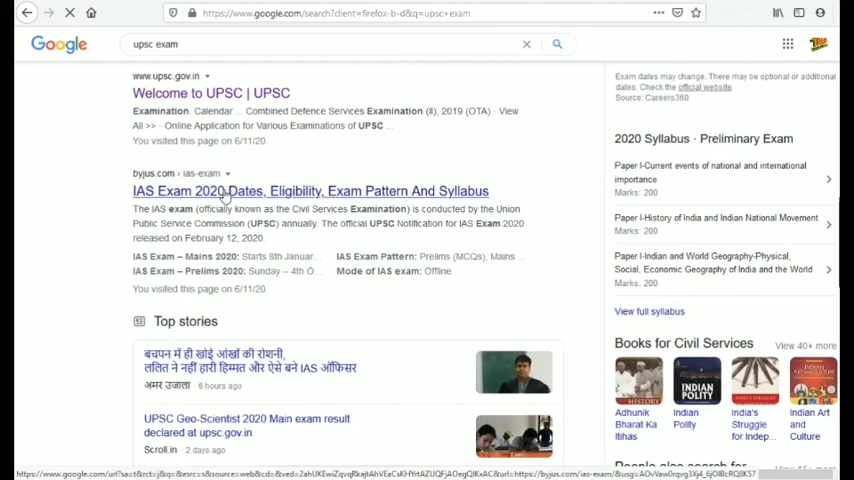 https://www.google.com/search?client=firefox-b-d&q=upsc+exam
Google
upsc exam
www.upsc.gov.in
Welcome to UPSC | UPSC
Examination. Calendar ... Combined Defence Services Examination (II), 2019 (OTA) · View
All >> · Online Application for Various Examinations of UPSC ...
You visited this page on 6/11/20.
byjus.com › ias-exam
IAS Exam 2020 Dates, Eligibility, Exam Pattern And Syllabus
The IAS exam (officially known as the Civil Services Examination) is conducted by the Union
Public Service Commission (UPSC) annually. The official UPSC Notification for IAS Exam 2020
released on February 12, 2020.
IAS Exam – Mains 2020: Starts 8th Januar...
IAS Exam Pattern: Prelims (MCQs), Mains ...
IAS Exam – Prelims 2020: Sunday – 4th O...
Mode of IAS exam: Offline
You visited this page on 6/11/20.
Top stories
बचपन में ही खोई आंखों की रोशनी,
ललित ने नहीं हारी हिम्मत और ऐसे बने IAS ऑफिसर
अमर उजाला · 6 hours ago
UPSC Geo-Scientist 2020 Main exam result
declared at upsc.gov.in
Scroll.in · 2 days ago
Exam dates may change. There may be optional or additional
dates. Check the official website.
Source: Careers360
2020 Syllabus · Preliminary Exam
Paper I-Current events of national and international
importance
Marks: 200
Paper I-History of India and Indian National Movement
Marks: 200
Paper I-Indian and World Geography-Physical,
Social, Economic Geography of India and the World
Marks: 200
View full syllabus
Books for Civil Services
View 40+ more
HISTORY
INDIAN
POLITY
Adhunik
Bharat Ka
Itihas
Indian
Polity
India's
Struggle
for Indep...
Indian Art
and
Culture
People also search for
View 15+ more